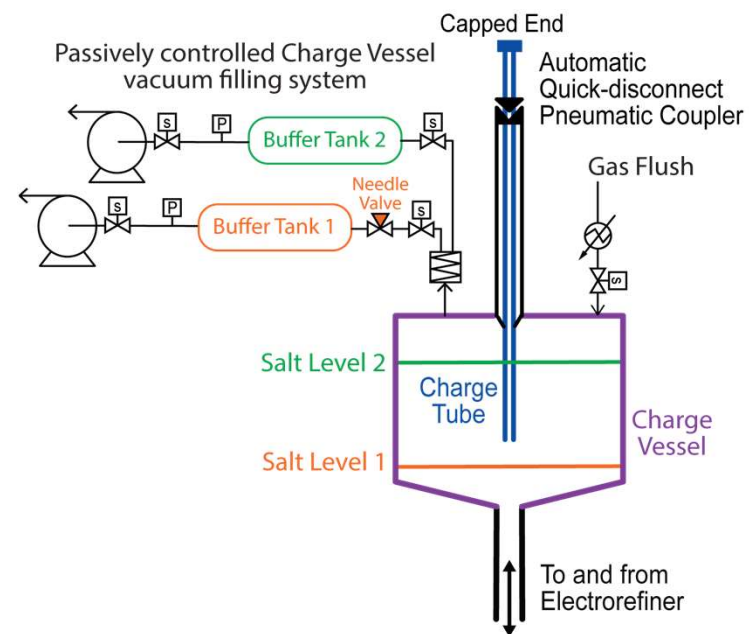 Capped End
Passively controlled Charge Vessel
vacuum filling system
Automatic
Quick-disconnect
Pneumatic Coupler
s
P
Buffer Tank 2
s
Gas Flush
Needle
Valve
s
P
Buffer Tank 1
s
s
Salt Level 2
Charge
Tube
Charge
Vessel
Salt Level 1
To and from
Electrorefiner